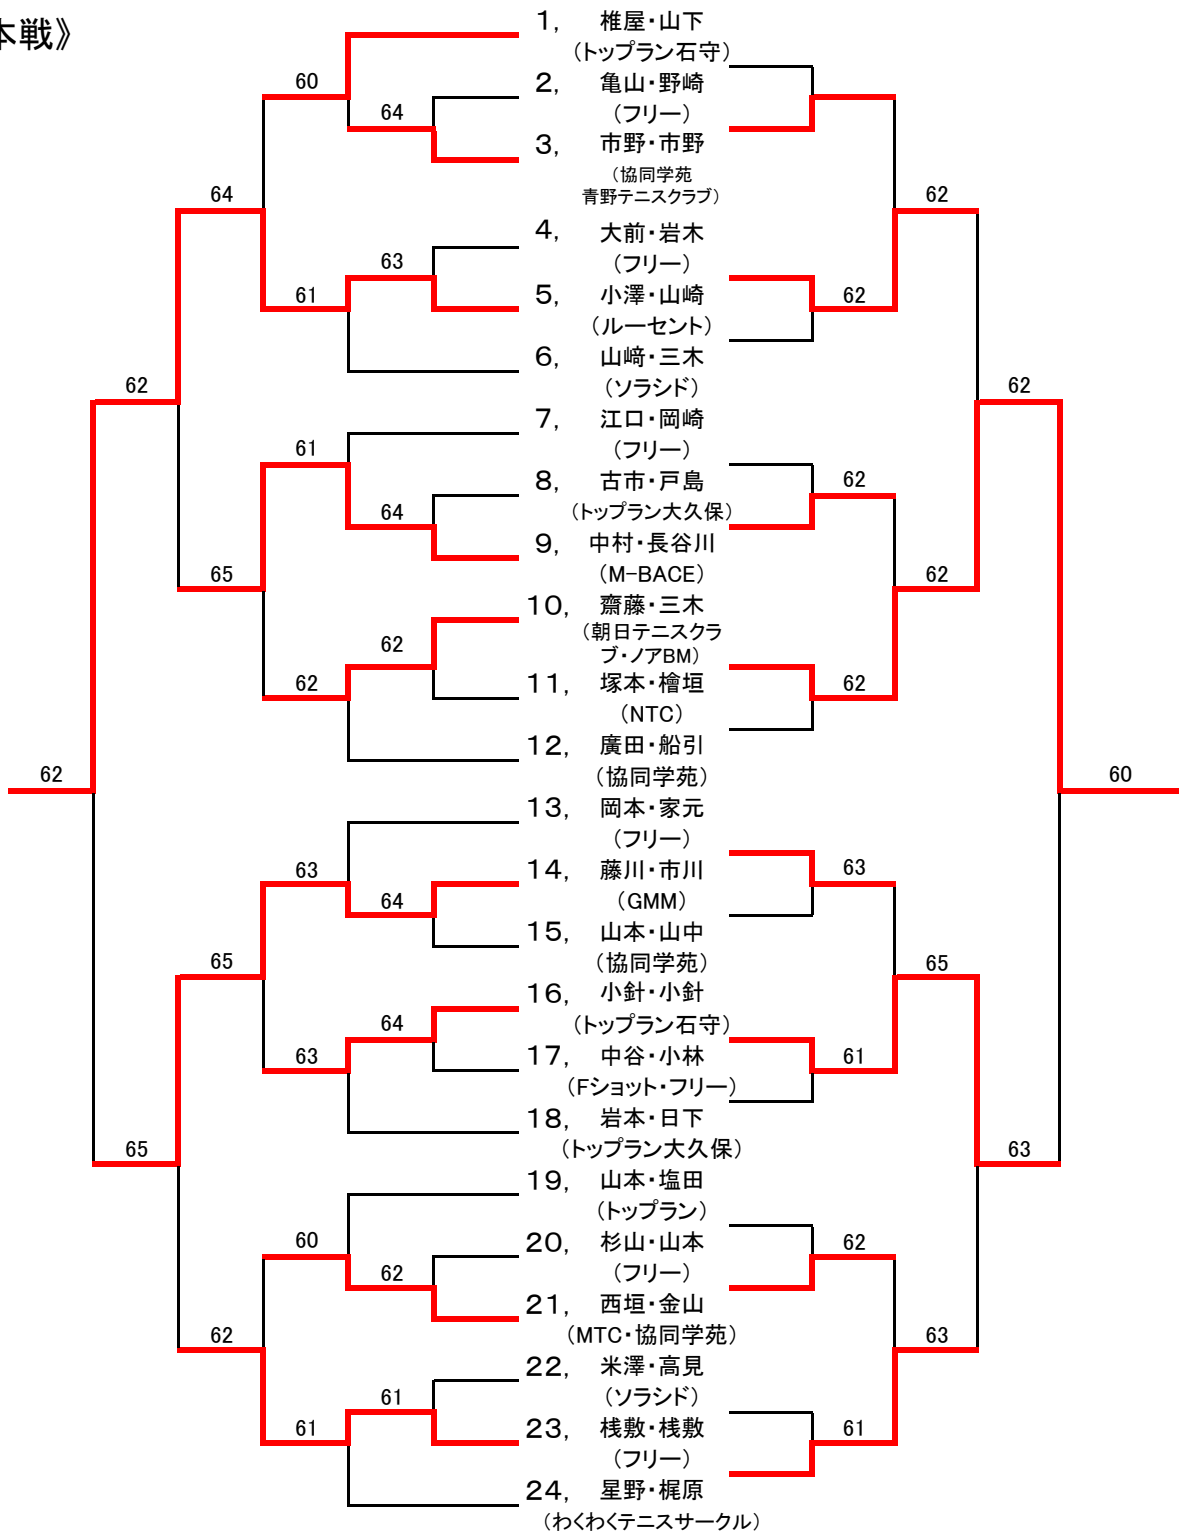 本戦》
1, 椎屋・山下
(トップラン石守)
60
2, 亀山・野崎
64
(フリー)
3, 市野・市野
(協同学苑
青野テニスクラブ)
64
62
4, 大前・岩木
63
(フリー)
61
5, 小澤・山崎
62
(ルーセント)
6, 山﨑・三木
(ソラシド)
62
62
7, 江口・岡崎
(フリー)
61
8, 古市・戸島
62
64
(トップラン大久保)
9, 中村・長谷川
(M-BACE)
65
62
10, 齋藤・三木
(朝日テニスクラ
ブ・ノアBM)
62
62
11, 塚本・檜垣
62
(NTC)
12, 廣田・船引
(協同学苑)
62
60
13, 岡本・家元
(フリー)
63
14, 藤川・市川
63
64
(GMM)
15, 山本・山中
(協同学苑)
65
65
16, 小針・小針
64
(トップラン石守)
63
17, 中谷・小林
61
(Fショット・フリー)
18, 岩本・日下
(トップラン大久保)
65
63
19, 山本・塩田
(トップラン)
60
20, 杉山・山本
62
62
(フリー)
21, 西垣・金山
(MTC・協同学苑)
62
63
22, 米澤・高見
61
(ソラシド)
61
23, 桟敷・桟敷
61
(フリー)
24, 星野・梶原
(わくわくテニスサークル)